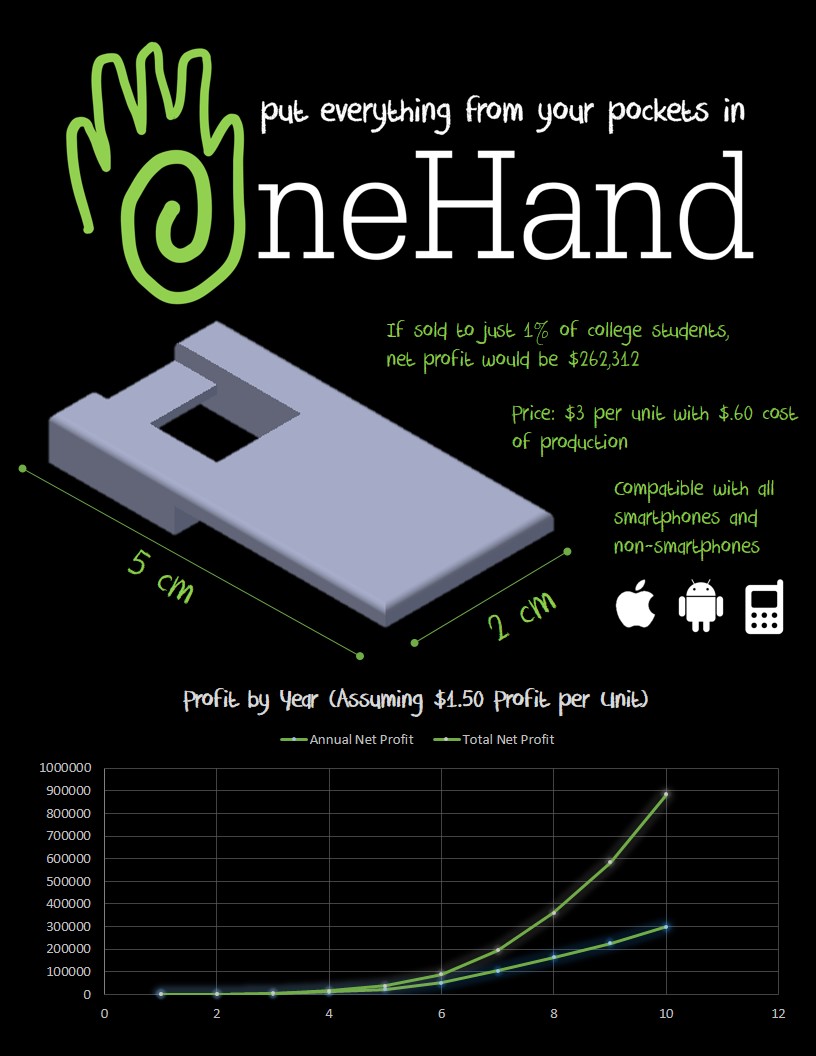 put everything from your pockets in
OneHand
If sold to just 1% of college students,
net profit would be $262,312
Price: $3 per unit with $.60 cost
of production
Compatible with all
smartphones and
non-smartphones
5 cm
2 cm
Profit by Year (Assuming $1.50 Profit per Unit)
Annual Net Profit Total Net Profit
1000000
900000
800000
700000
600000
500000
400000
300000
200000
100000
0
0 2 4 6 8 10 12